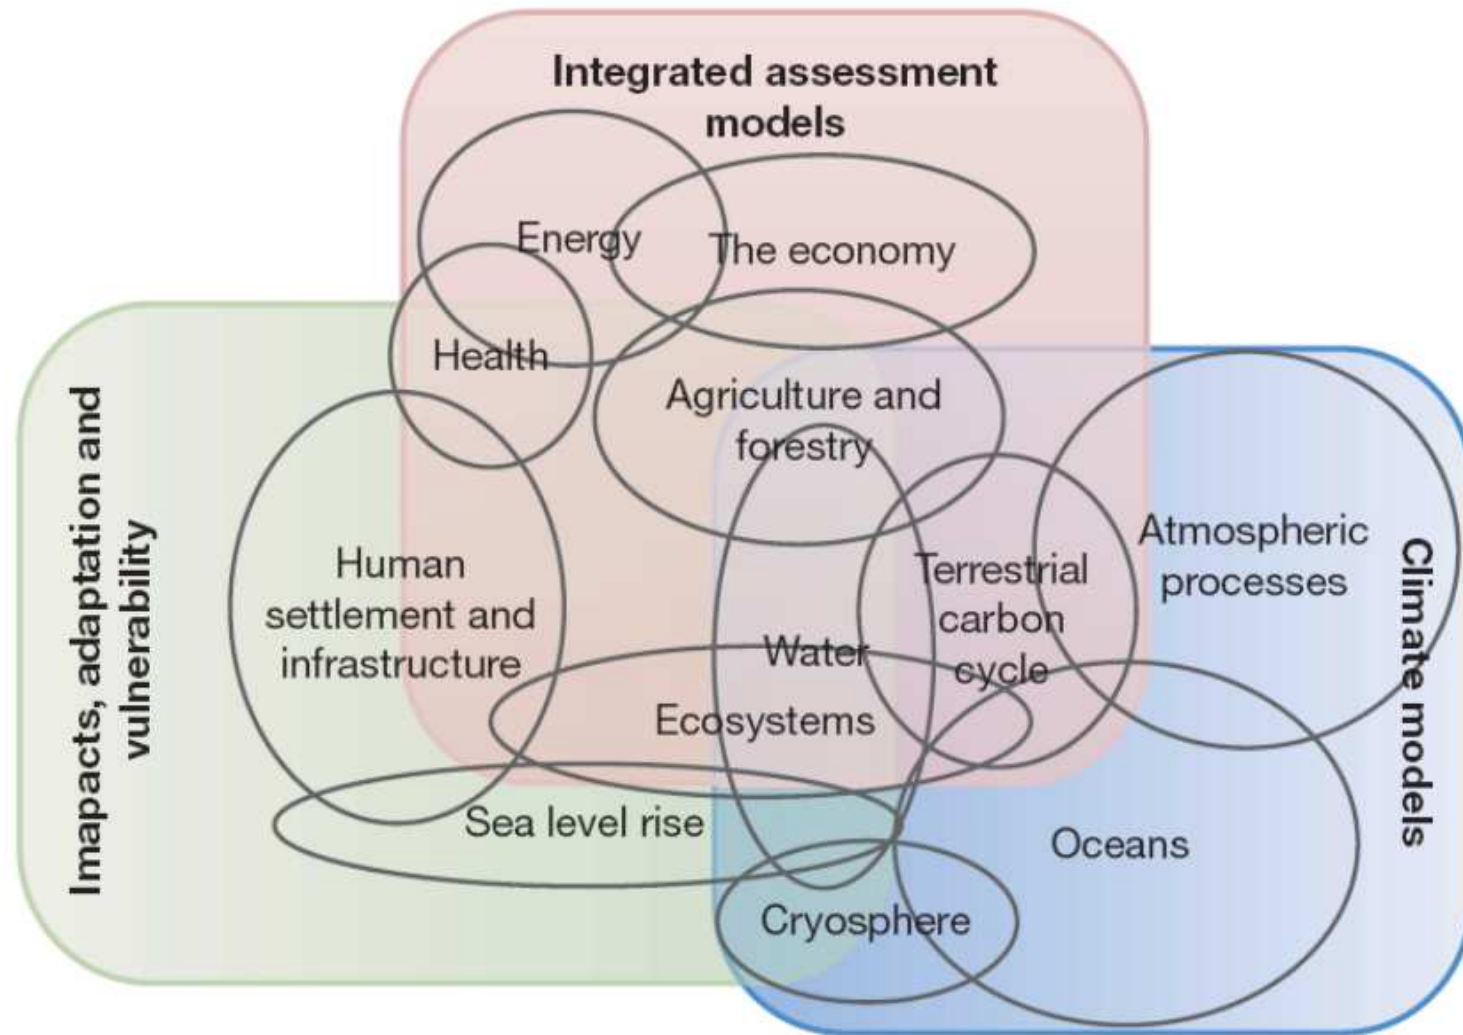 Integrated assessment
models
Energy
The economy
Health
Agriculture and
forestry
Imapacts, adaptation and
vulnerability
Human
settlement and
infrastructure
Water
Terrestrial
carbon
cycle
Atmospheric
processes
Climate models
Ecosystems
Sea level rise
Oceans
Cryosphere